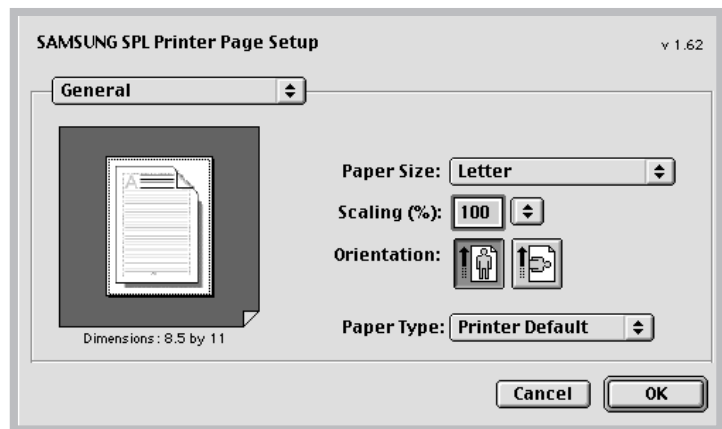 SAMSUNG SPL Printer Page Setup
v 1.62
General
A
Paper Size: Letter
Scaling (%): 100
Orientation:
Dimensions: 8.5 by 11
Paper Type: Printer Default
Cancel OK